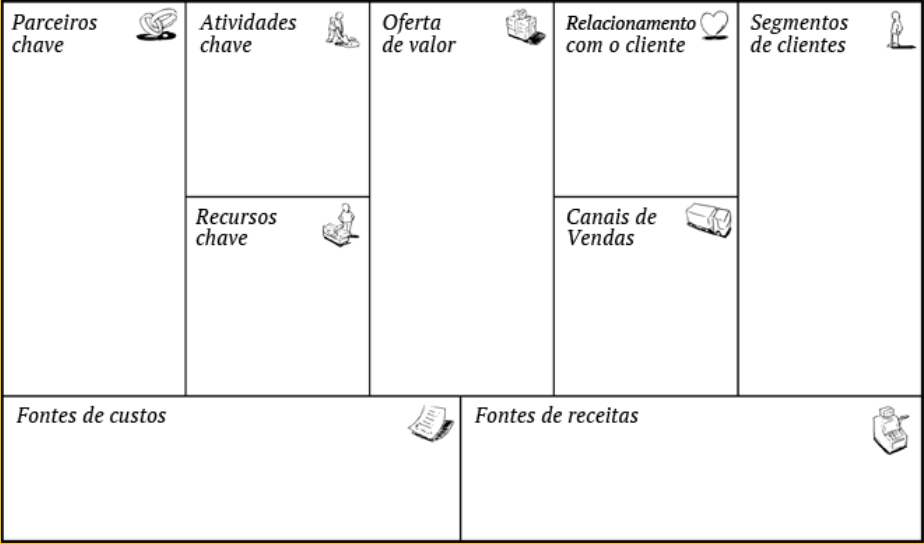 Parceiros
chave
Atividades
chave
Oferta
de valor
Relacionamento
com o cliente
Segmentos
de clientes
Recursos
chave
Canais de
Vendas
Fontes de custos
Fontes de receitas